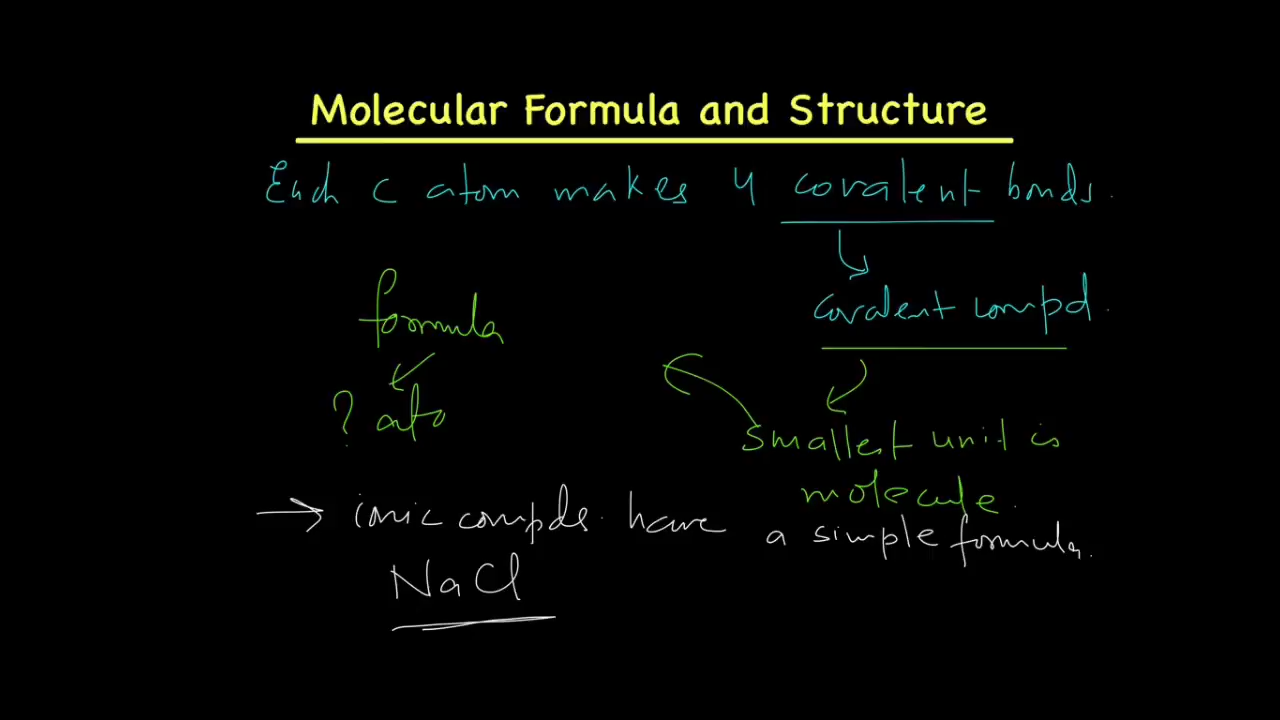 Molecular Formula and Structure
Each C atom makes 4 covalent bonds.
covalent compd.
formula
? ato
smallest unit is
molecule.
→ ionic compds. have a simple formula.
NaCl